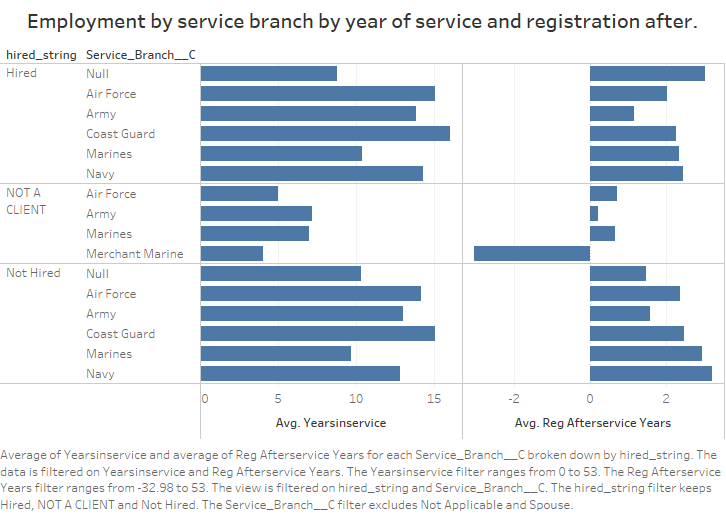 Employment by service branch by year of service and registration after.
hired_string Service_Branch__C
Hired Null
Air Force
Army
Coast Guard
Marines
Navy
NOT A CLIENT Air Force
Army
Marines
Merchant Marine
Not Hired Null
Air Force
Army
Coast Guard
Marines
Navy
0 5 10 15 -2 0 2
Avg. Yearsinservice Avg. Reg Afterservice Years
Average of Yearsinservice and average of Reg Afterservice Years for each Service_Branch__C broken down by hired_string. The
data is filtered on Yearsinservice and Reg Afterservice Years. The Yearsinservice filter ranges from 0 to 53. The Reg Afterservice
Years filter ranges from -32.98 to 53. The view is filtered on hired_string and Service_Branch__C. The hired_string filter keeps
Hired, NOT A CLIENT and Not Hired. The Service_Branch__C filter excludes Not Applicable and Spouse.